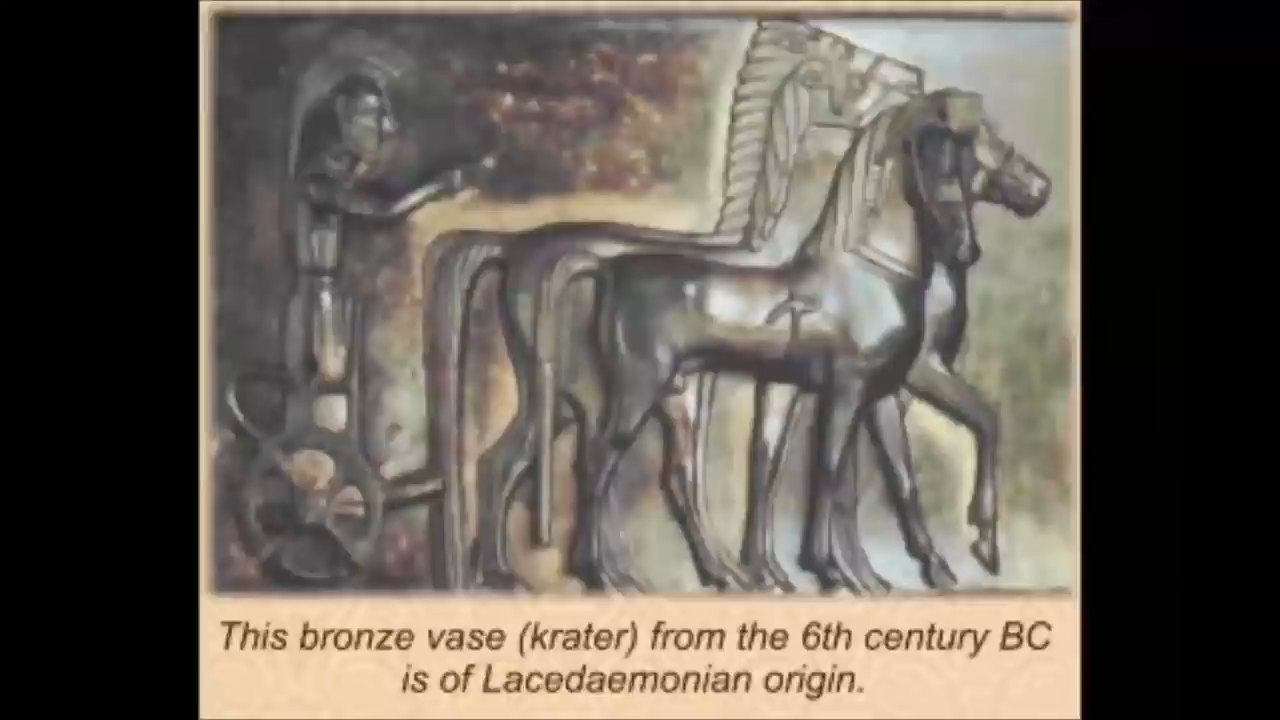 This bronze vase (krater) from the 6th century BC
is of Lacedaemonian origin.